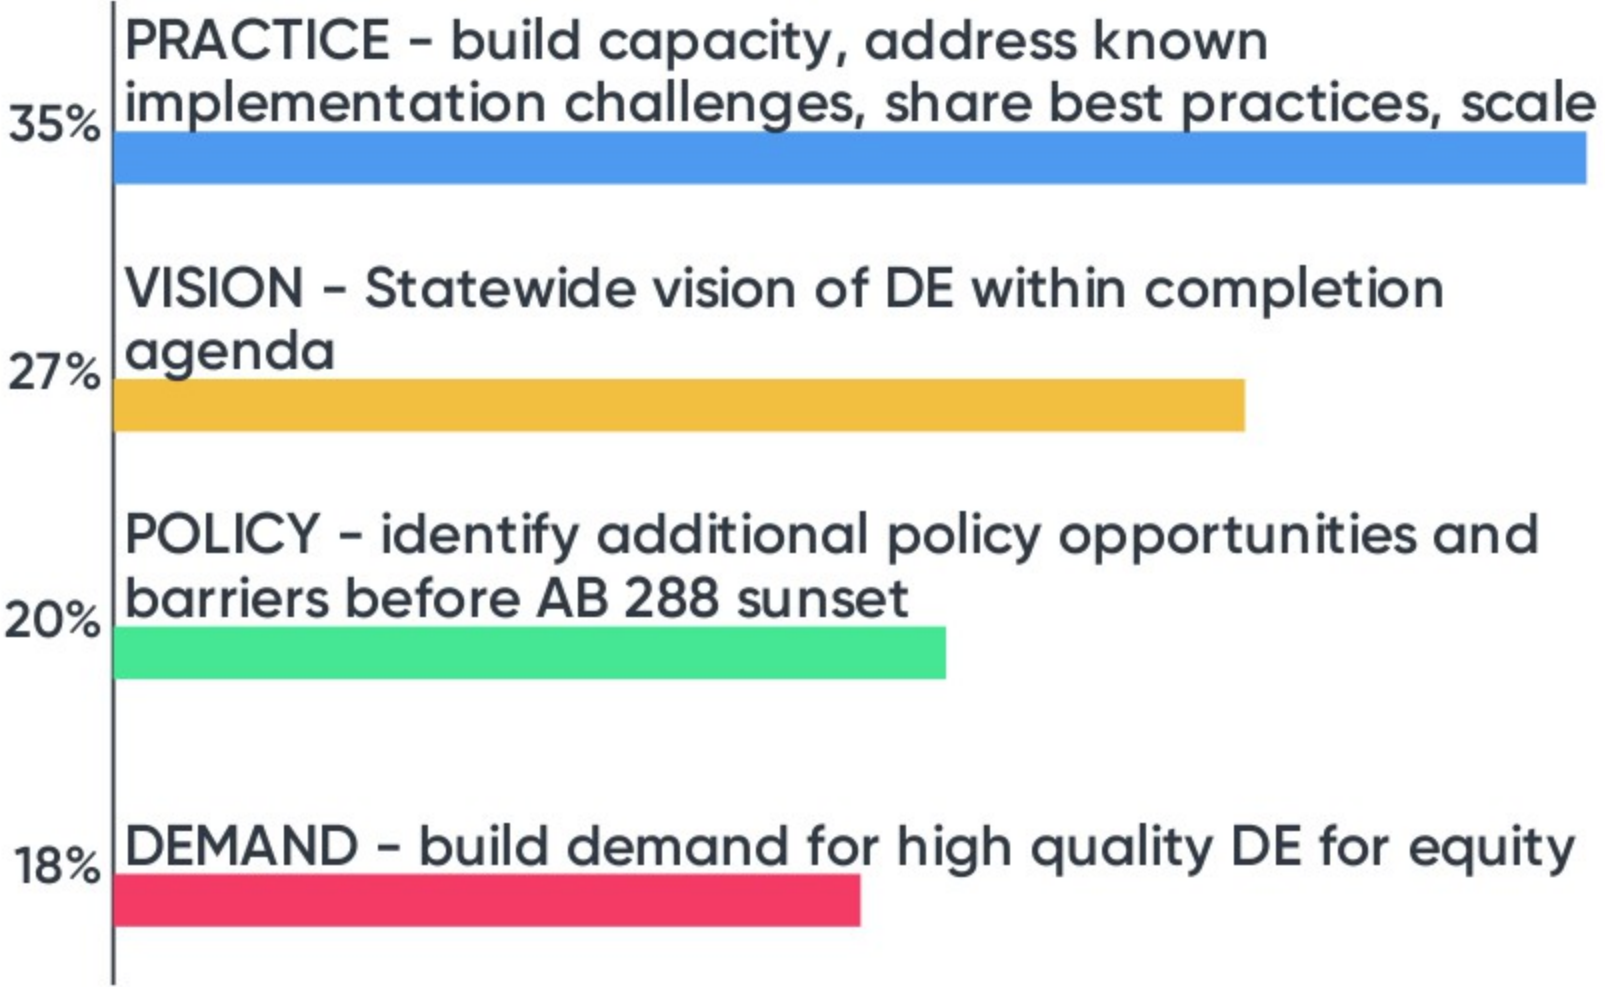 PRACTICE - build capacity, address known
implementation challenges, share best practices, scale
35%
VISION - Statewide vision of DE within completion
agenda
27%
POLICY - identify additional policy opportunities and
barriers before AB 288 sunset
20%
DEMAND - build demand for high quality DE for equity
18%